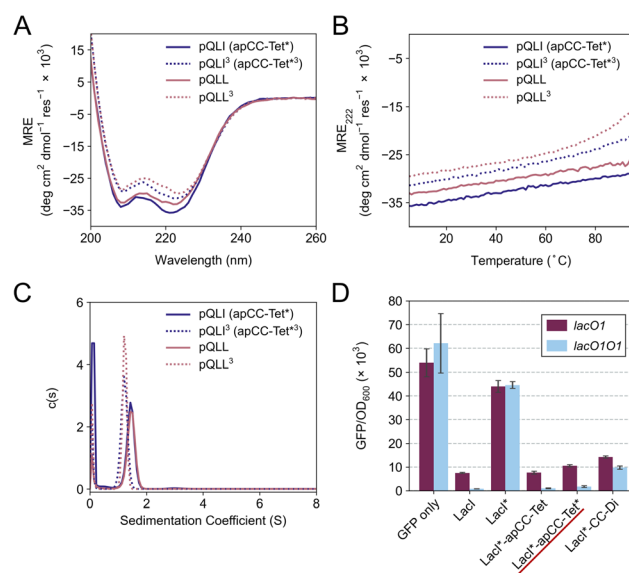 A
15
5
−5
−15
−25
−35
200
220
240
260
MRE
(deg cm² dmol⁻¹ res⁻¹ × 10³)
Wavelength (nm)
pQLI (apCC-Tet*)
pQLI³ (apCC-Tet*³)
pQLL
pQLL³
B
−5
−15
−25
−35
20
40
60
80
MRE₂₂₂
(deg cm² dmol⁻¹ res⁻¹ × 10³)
Temperature (˚C)
pQLI (apCC-Tet*)
pQLI³ (apCC-Tet*³)
pQLL
pQLL³
C
6
4
2
0
0
2
4
6
8
c(s)
Sedimentation Coefficient (S)
pQLI (apCC-Tet*)
pQLI³ (apCC-Tet*³)
pQLL
pQLL³
D
80
70
60
50
40
30
20
10
0
GFP/OD₆₀₀ (× 10³)
lacO1
lacO1O1
GFP only
LacI
LacI*
LacI*-apCC-Tet
LacI*-apCC-Tet*
LacI*-CC-Di